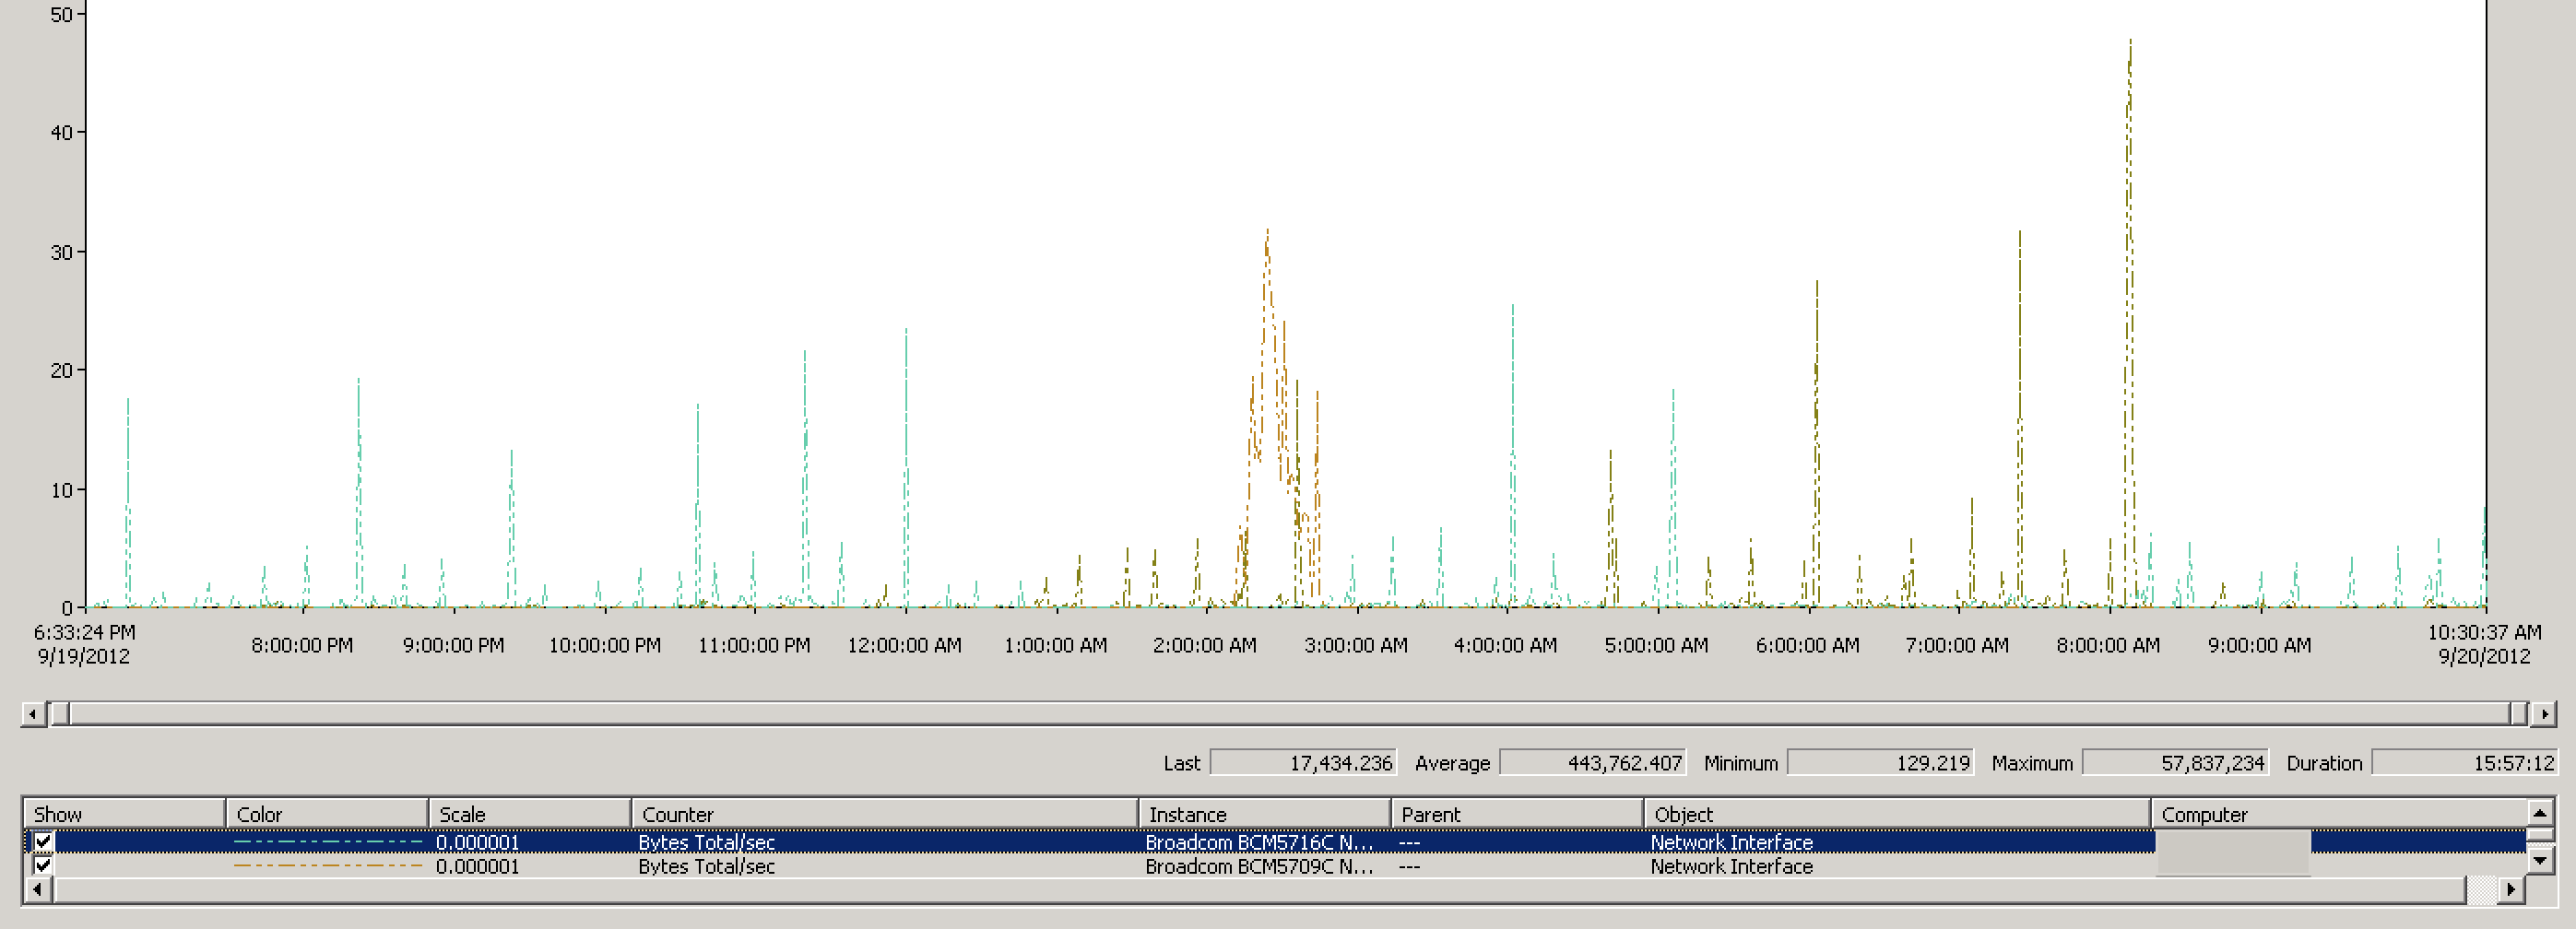 50
40
30
20
10
0
6:33:24 PM 8:00:00 PM 9:00:00 PM 10:00:00 PM 11:00:00 PM 12:00:00 AM 1:00:00 AM 2:00:00 AM 3:00:00 AM 4:00:00 AM 5:00:00 AM 6:00:00 AM 7:00:00 AM 8:00:00 AM 9:00:00 AM 10:30:37 AM
9/19/2012 9/20/2012
Last 17,434.236 Average 443,762.407 Minimum 129.219 Maximum 57,837,234 Duration 15:57:12
Show Color Scale Counter Instance Parent Object Computer
0.000001 Bytes Total/sec Broadcom BCM5716C N... --- Network Interface
0.000001 Bytes Total/sec Broadcom BCM5709C N... --- Network Interface